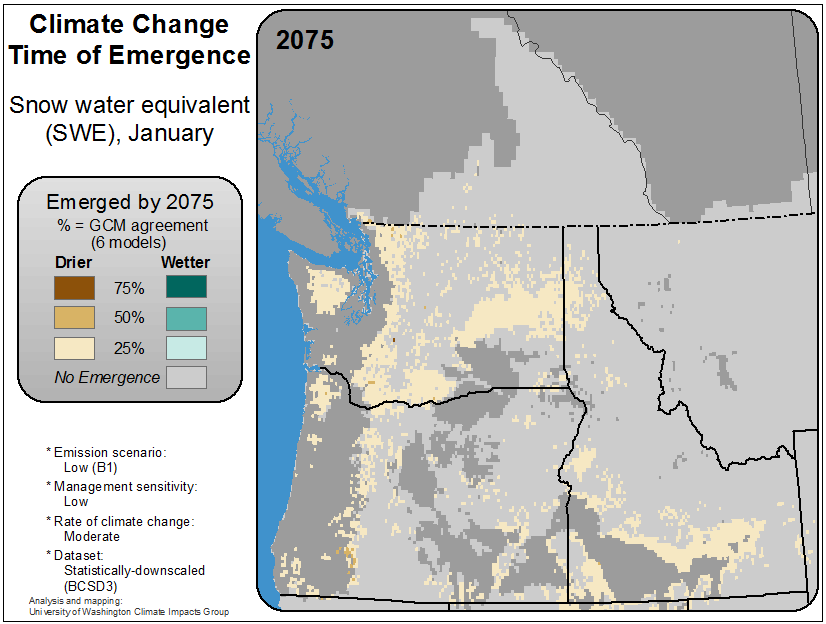 Climate Change
Time of Emergence
Snow water equivalent
(SWE), January
Emerged by 2075
% = GCM agreement
(6 models)
Drier Wetter
75%
50%
25%
No Emergence
* Emission scenario:
Low (B1)
* Management sensitivity:
Low
* Rate of climate change:
Moderate
* Dataset:
Statistically-downscaled
(BCSD3)
Analysis and mapping:
University of Washington Climate Impacts Group
2075